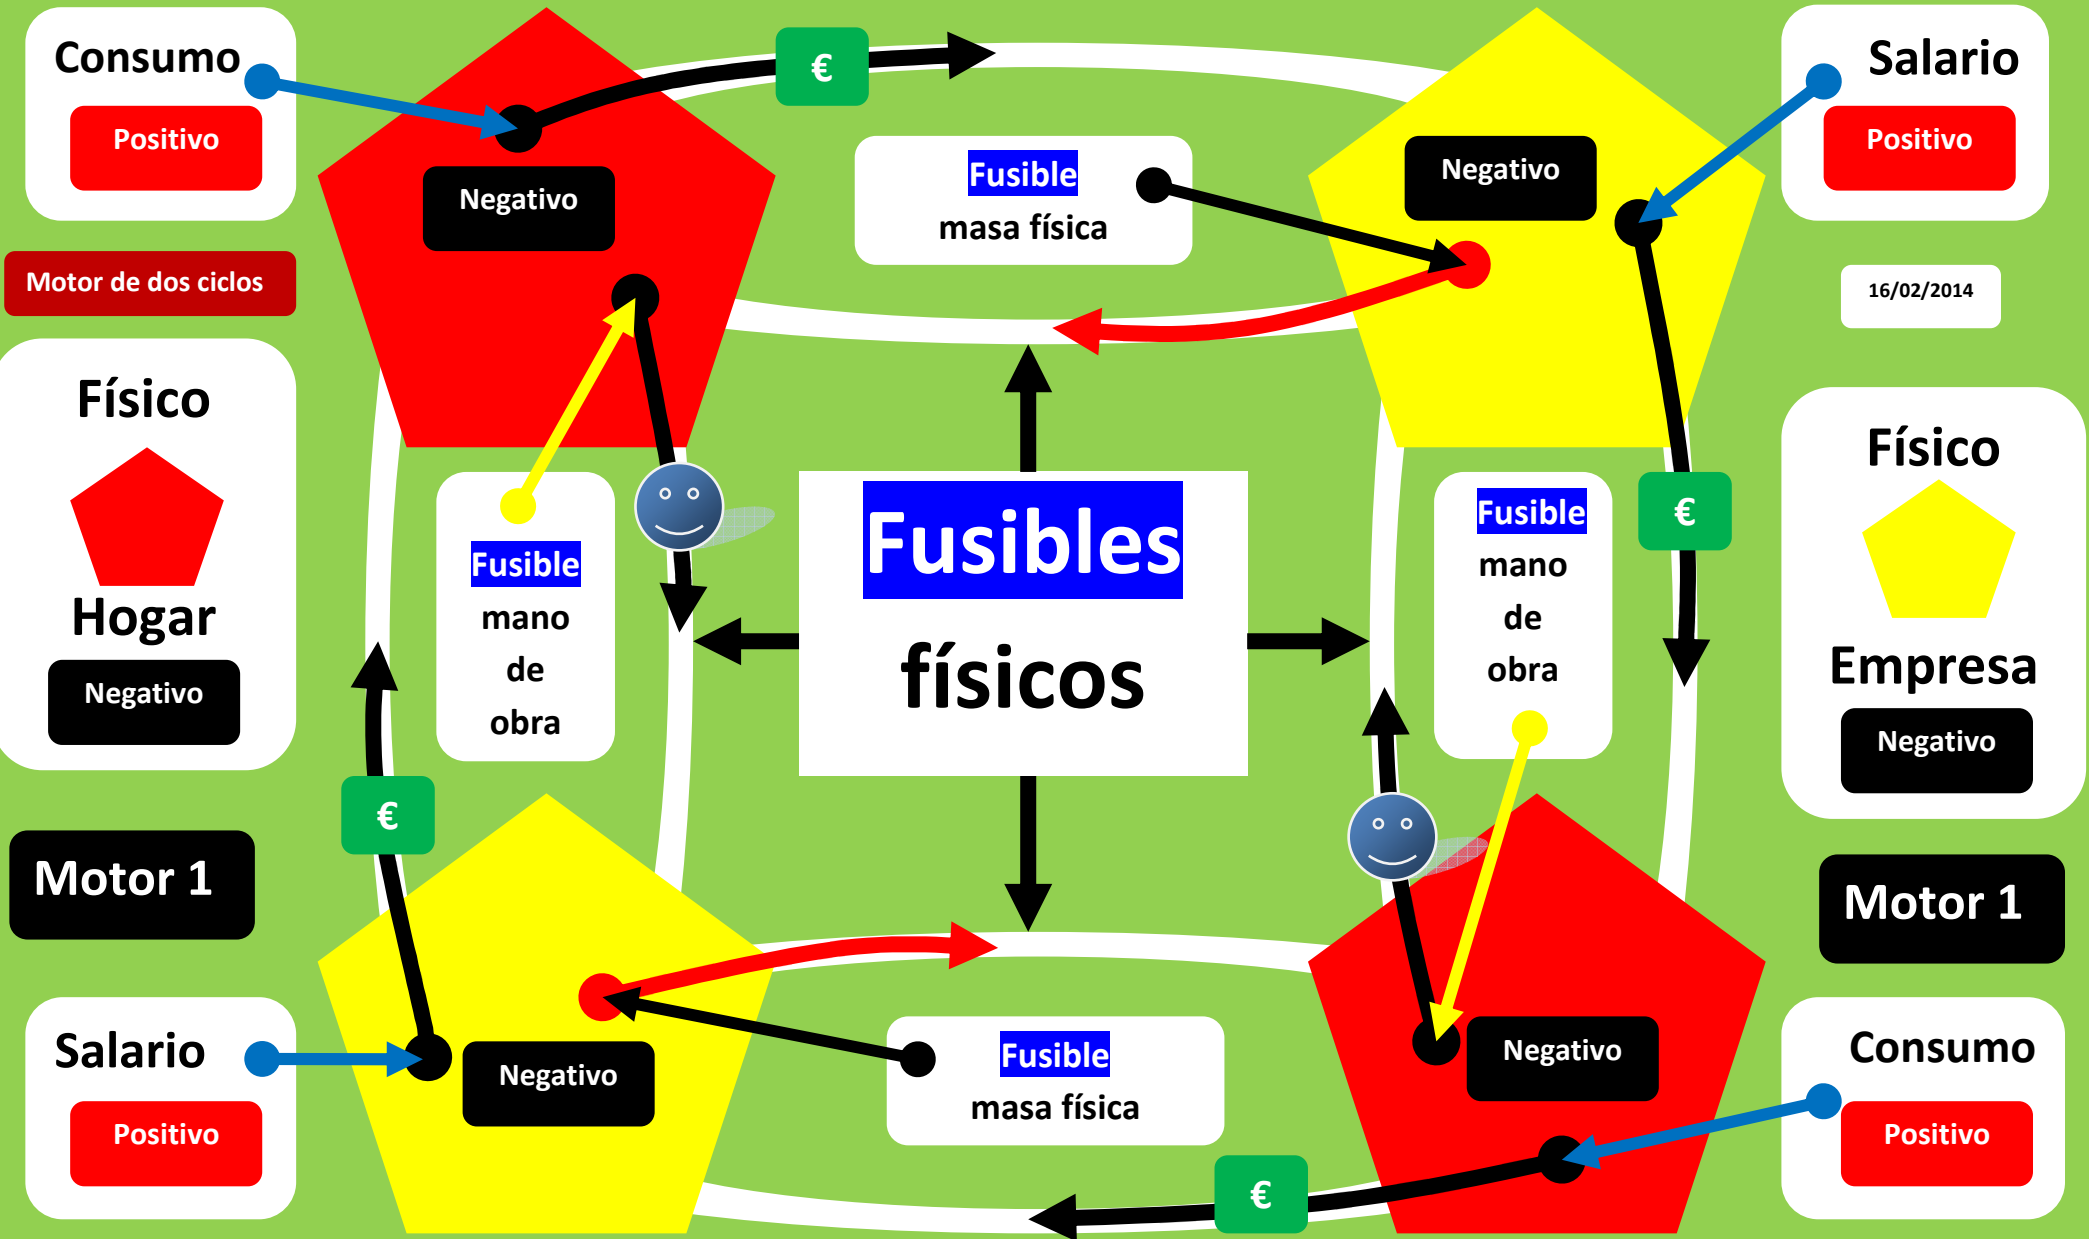 Consumo
Positivo
Negativo
€
Fusible
masa física
Negativo
Salario
Positivo
Motor de dos ciclos
16/02/2014
Físico
Hogar
Negativo
Fusible
mano
de
obra
Fusibles
físicos
Fusible
mano
de
obra
€
Físico
Empresa
Negativo
€
Motor 1
Motor 1
Salario
Positivo
Negativo
Fusible
masa física
Negativo
Consumo
Positivo
€